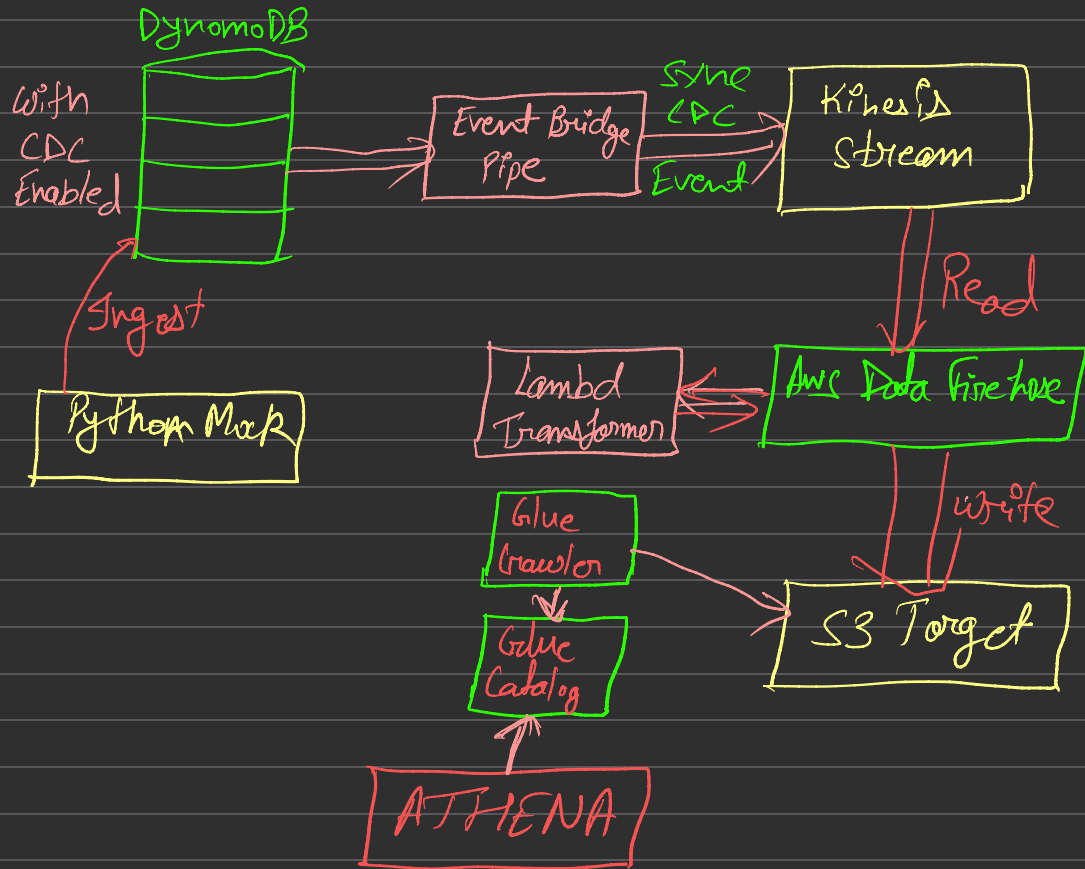 DynomoDB
With
CDC
Enabled
Event Bridge
Pipe
Sync
CDC
Event
Kinesis
Stream
Ingest
Read
Python Mock
Lambd
Transformer
Aws Data Firehose
Write
Glue
Crawler
Glue
Catalog
S3 Target
ATHENA